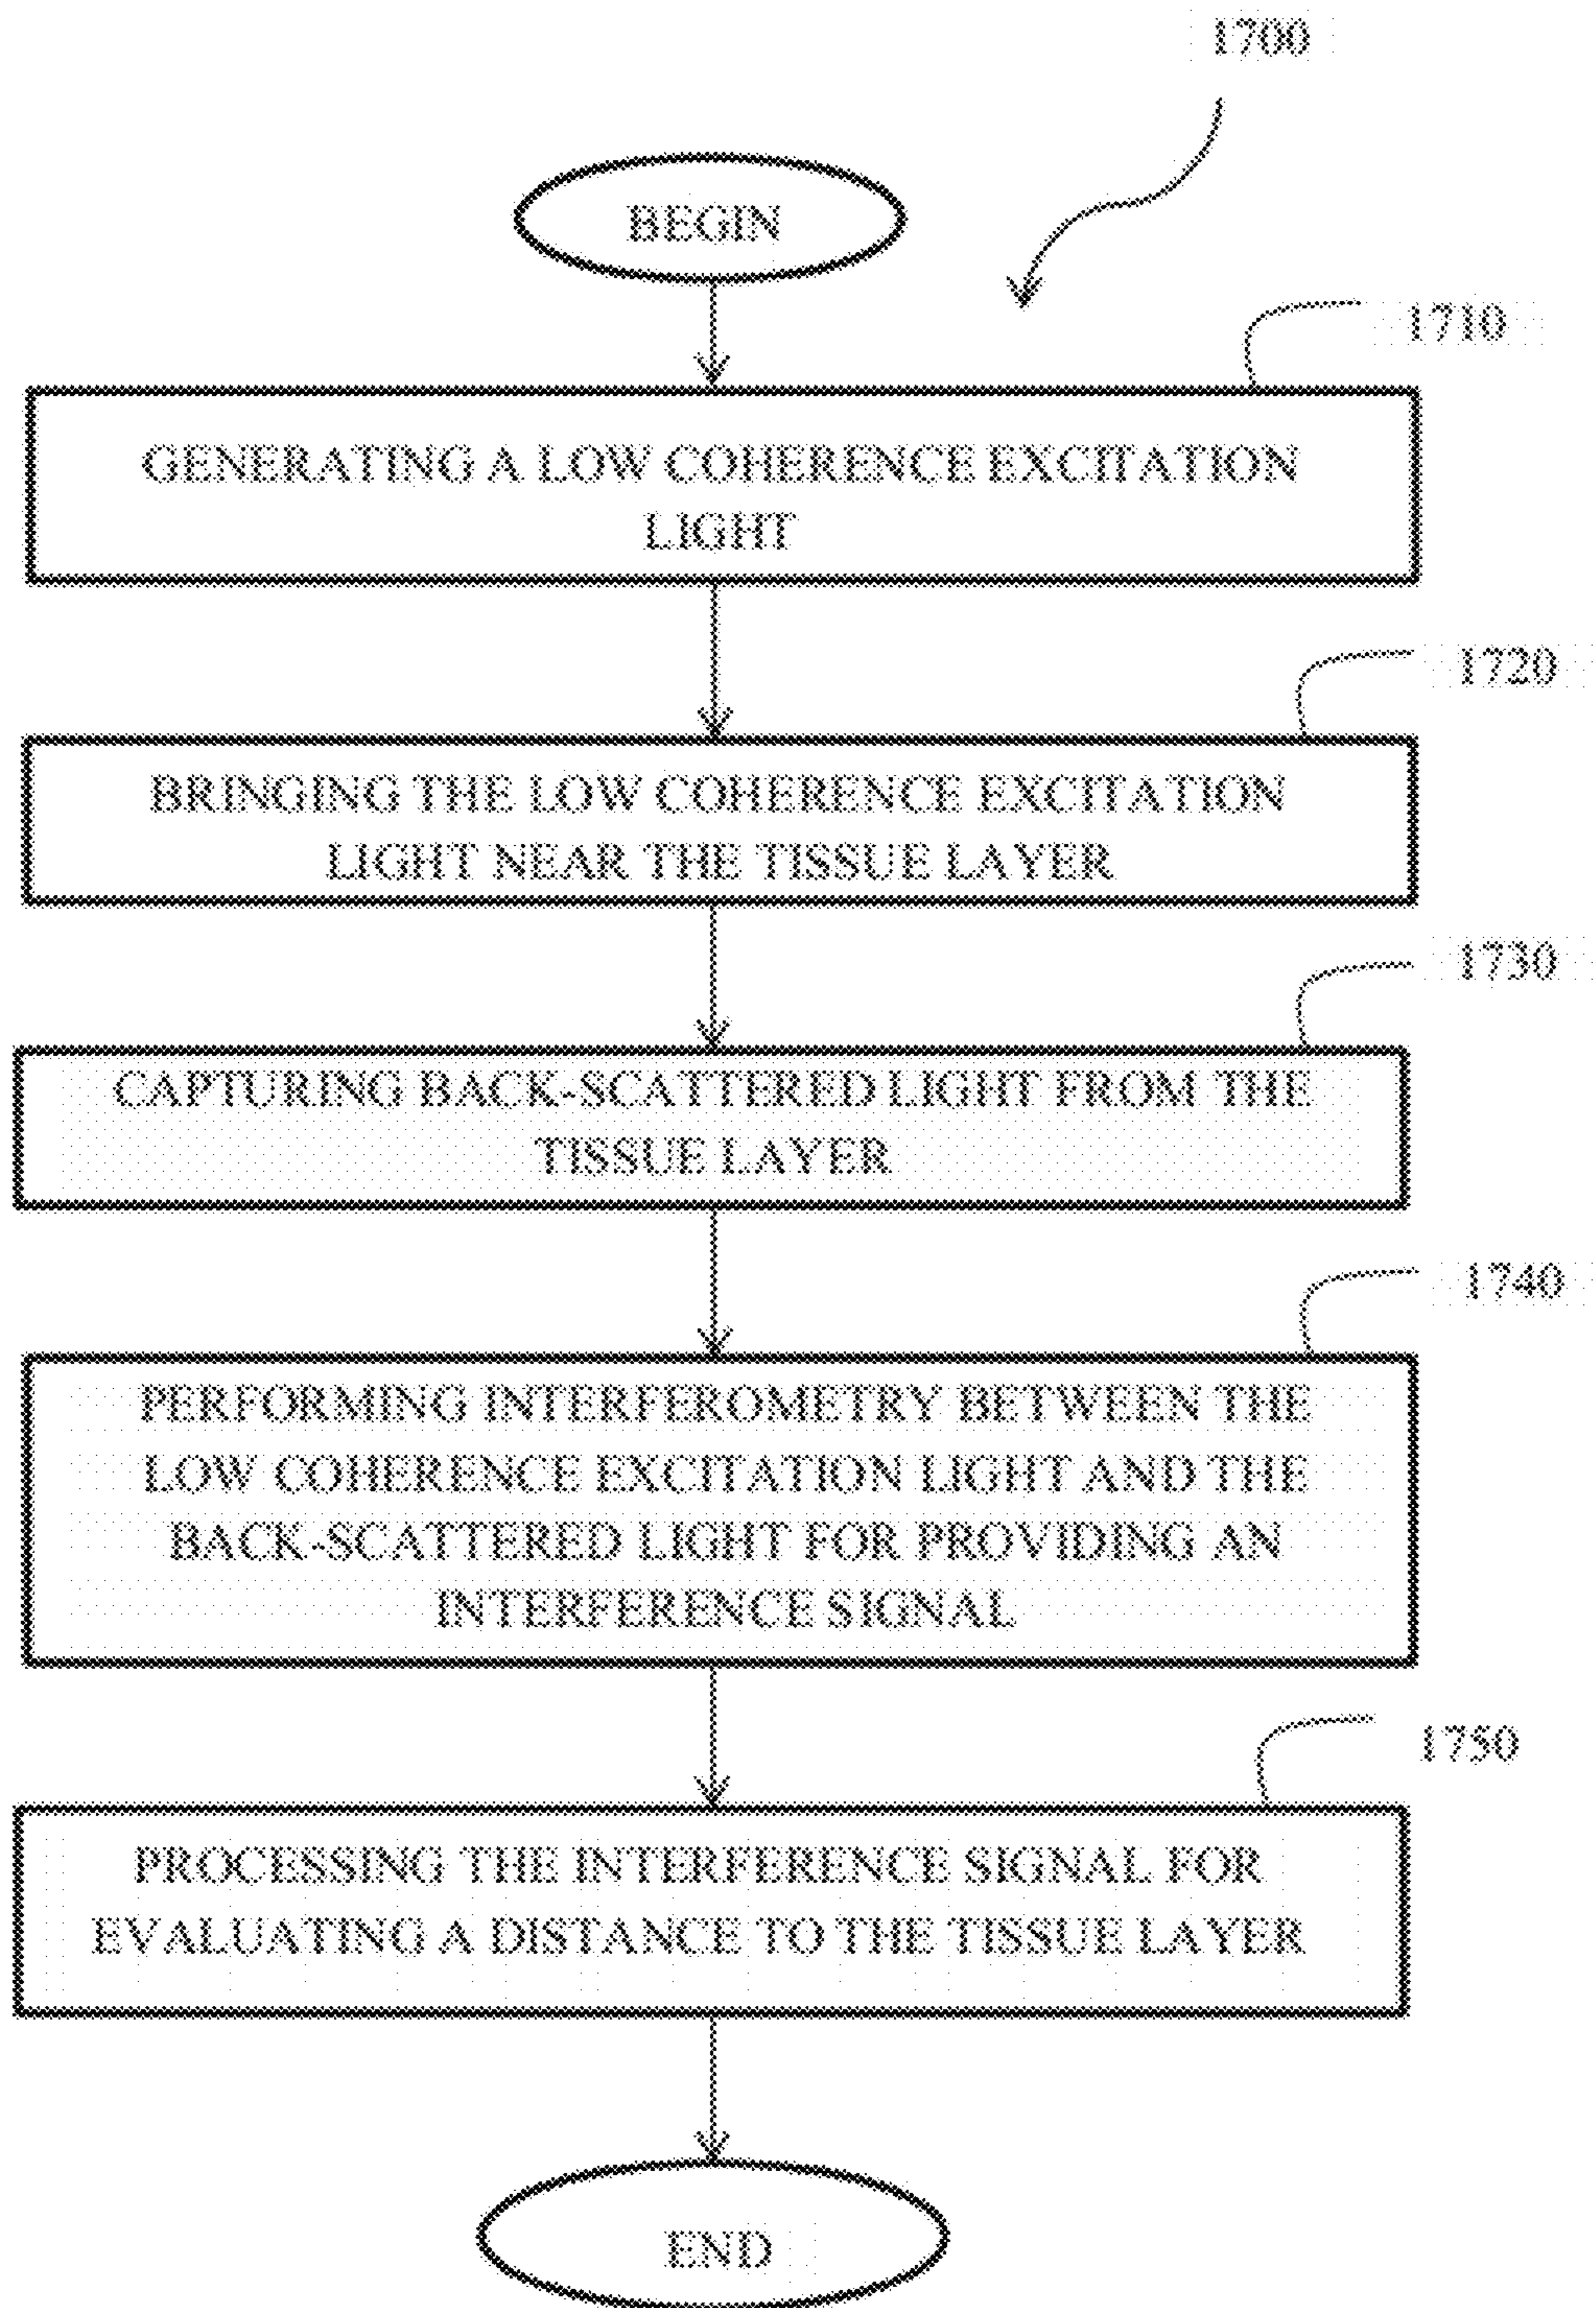 1700
BEGIN
1710
GENERATING A LOW COHERENCE EXCITATION
LIGHT
1720
BRINGING THE LOW COHERENCE EXCITATION
LIGHT NEAR THE TISSUE LAYER
1730
CAPTURING BACK-SCATTERED LIGHT FROM THE
TISSUE LAYER
1740
PERFORMING INTERFEROMETRY BETWEEN THE
LOW COHERENCE EXCITATION LIGHT AND THE
BACK-SCATTERED LIGHT FOR PROVIDING AN
INTERFERENCE SIGNAL
1750
PROCESSING THE INTERFERENCE SIGNAL FOR
EVALUATING A DISTANCE TO THE TISSUE LAYER
END